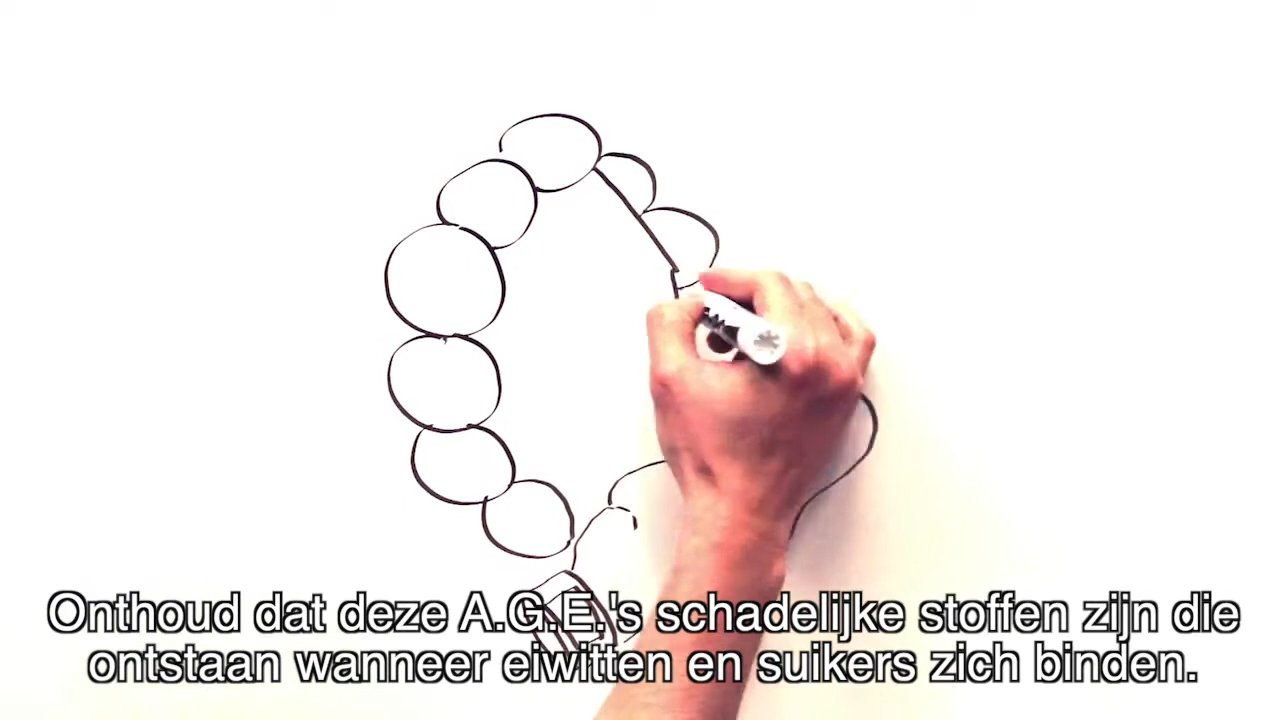 Onthoud dat deze A.G.E.'s schadelijke stoffen zijn die
ontstaan wanneer eiwitten en suikers zich binden.